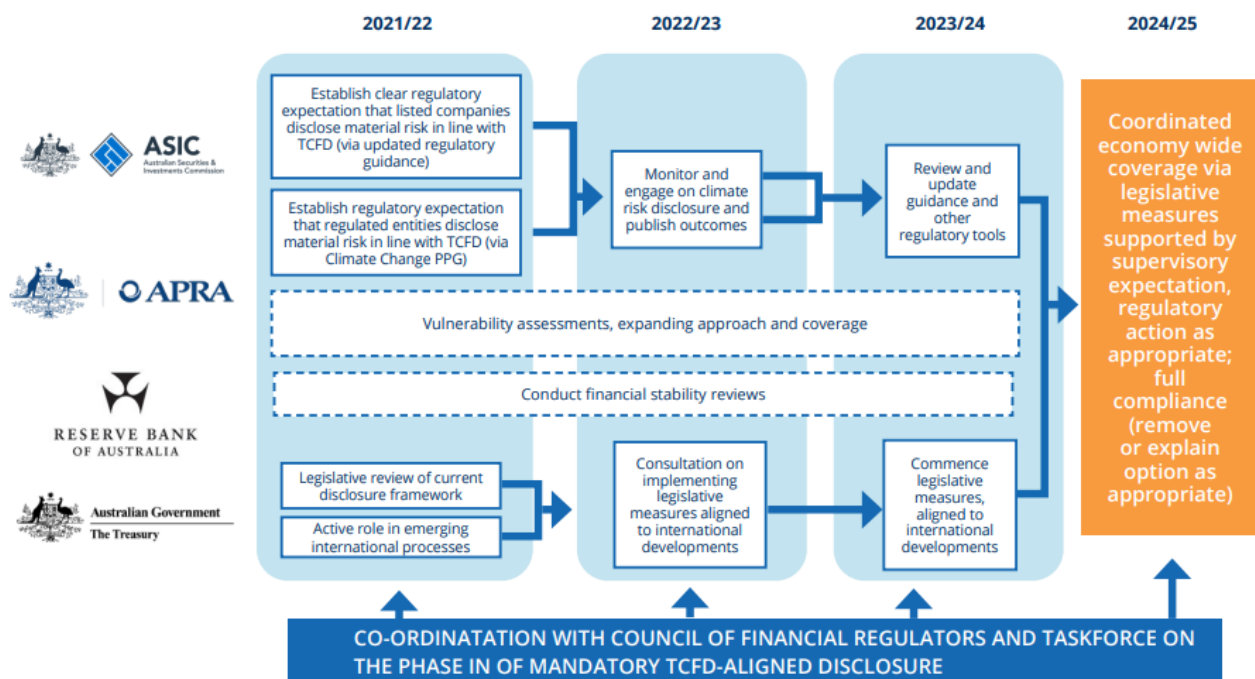 2021/22
2022/23
2023/24
2024/25
ASIC
Australian Securities &
Investments Commission
Establish clear regulatory
expectation that listed companies
disclose material risk in line with
TCFD (via updated regulatory
guidance)
Establish regulatory expectation
that regulated entities disclose
material risk in line with TCFD (via
Climate Change PPG)
Monitor and
engage on climate
risk disclosure and
publish outcomes
Review and
update
guidance and
other
regulatory tools
Coordinated
economy wide
coverage via
legislative
measures
supported by
supervisory
expectation,
regulatory
action as
appropriate;
full
compliance
(remove
or explain
option as
appropriate)
APRA
Vulnerability assessments, expanding approach and coverage
Conduct financial stability reviews
RESERVE BANK
OF AUSTRALIA
Australian Government
The Treasury
Legislative review of current
disclosure framework
Active role in emerging
international processes
Consultation on
implementing
legislative
measures aligned
to international
developments
Commence
legislative
measures,
aligned to
international
developments
CO-ORDINATATION WITH COUNCIL OF FINANCIAL REGULATORS AND TASKFORCE ON
THE PHASE IN OF MANDATORY TCFD-ALIGNED DISCLOSURE